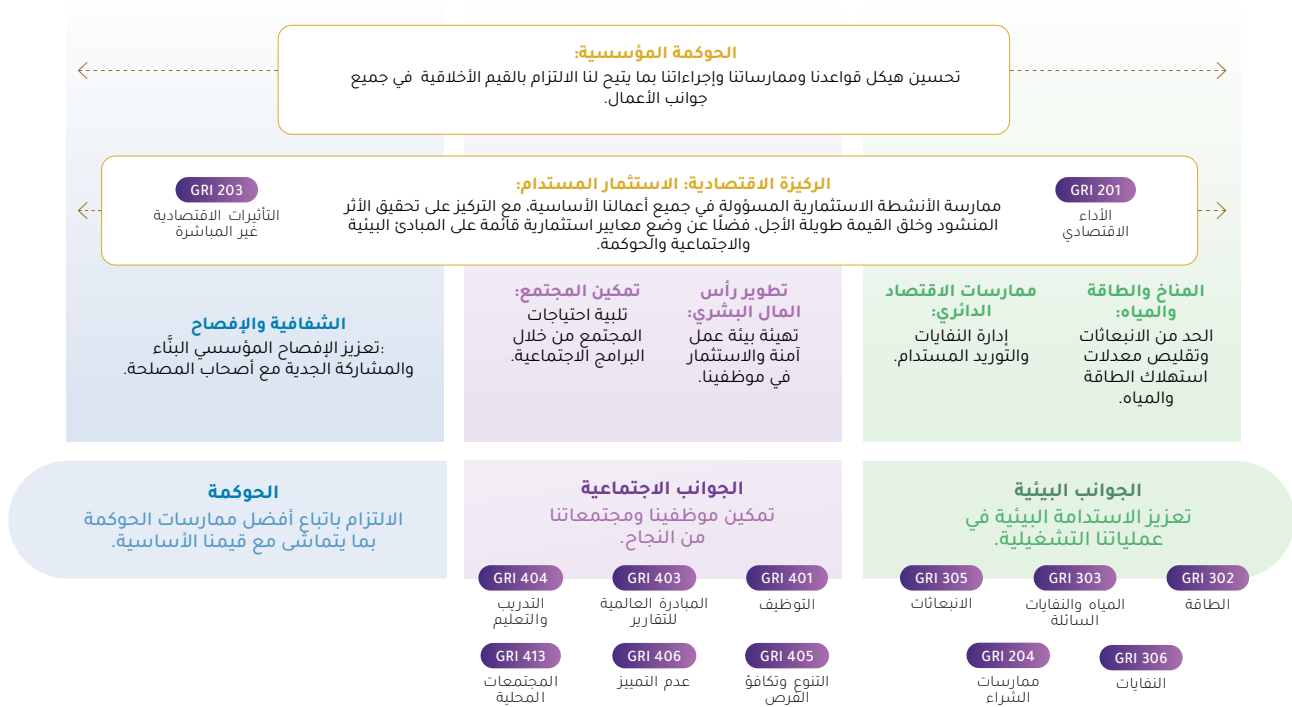 الحوكمة المؤسسية:
تحسين هيكل قواعدنا وممارساتنا وإجراءاتنا بما يتيح لنا الالتزام بالقيم الأخلاقية في جميع
جوانب الأعمال.
GRI 201
الأداء
الاقتصادي
الركيزة الاقتصادية: الاستثمار المستدام:
ممارسة الأنشطة الاستثمارية المسؤولة في جميع أعمالنا الأساسية، مع التركيز على تحقيق الأثر
المنشود وخلق القيمة طويلة الأجل، فضلًا عن وضع معايير استثمارية قائمة على المبادئ البيئية
والاجتماعية والحوكمة.
GRI 203
التأثيرات الاقتصادية
غير المباشرة
المناخ والطاقة
والمياه:
الحد من الانبعاثات
وتقليص معدلات
استهلاك الطاقة
والمياه.
ممارسات الاقتصاد
الدائري:
إدارة النفايات
والتوريد المستدام.
تطوير رأس
المال البشري:
تهيئة بيئة عمل
آمنة والاستثمار
في موظفينا.
تمكين المجتمع:
تلبية احتياجات
المجتمع من خلال
البرامج الاجتماعية.
الشفافية والإفصاح
:تعزيز الإفصاح المؤسسي البنَّاء
والمشاركة الجدية مع أصحاب المصلحة.
الجوانب البيئية
تعزيز الاستدامة البيئية في
عملياتنا التشغيلية.
الجوانب الاجتماعية
تمكين موظفينا ومجتمعاتنا
من النجاح.
الحوكمة
الالتزام باتباع أفضل ممارسات الحوكمة
بما يتماشى مع قيمنا الأساسية.
GRI 302
الطاقة
GRI 303
المياه والنفايات
السائلة
GRI 305
الانبعاثات
GRI 306
النفايات
GRI 204
ممارسات
الشراء
GRI 401
التوظيف
GRI 403
المبادرة العالمية
للتقارير
GRI 404
التدريب
والتعليم
GRI 405
التنوع وتكافؤ
الفرص
GRI 406
عدم التمييز
GRI 413
المجتمعات
المحلية